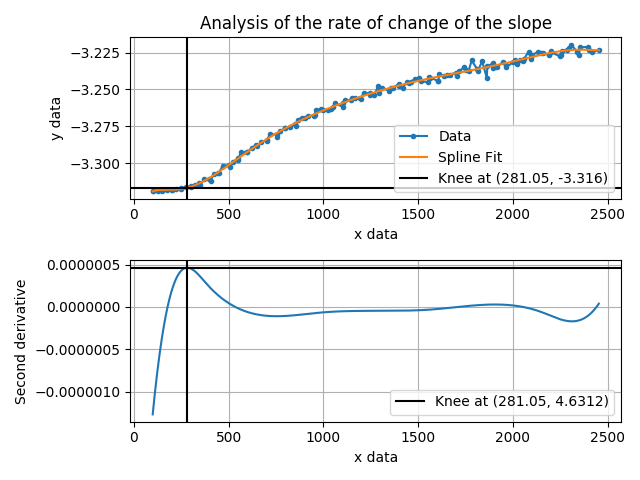 Analysis of the rate of change of the slope
y data
−3.225
−3.250
−3.275
−3.300
Data
Spline Fit
Knee at (281.05, -3.316)
0 500 1000 1500 2000 2500
x data
Second derivative
0.0000005
0.0000000
−0.0000005
−0.0000010
Knee at (281.05, 4.6312)
0 500 1000 1500 2000 2500
x data